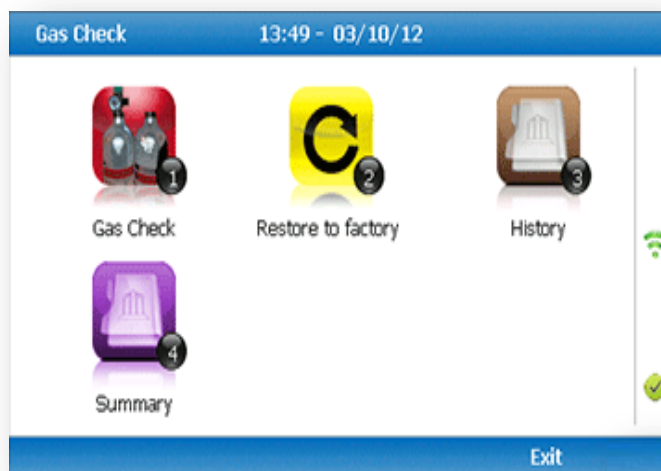 Gas Check 13:49 - 03/10/12
1 2 3
Gas Check Restore to factory History
4
Summary
Exit